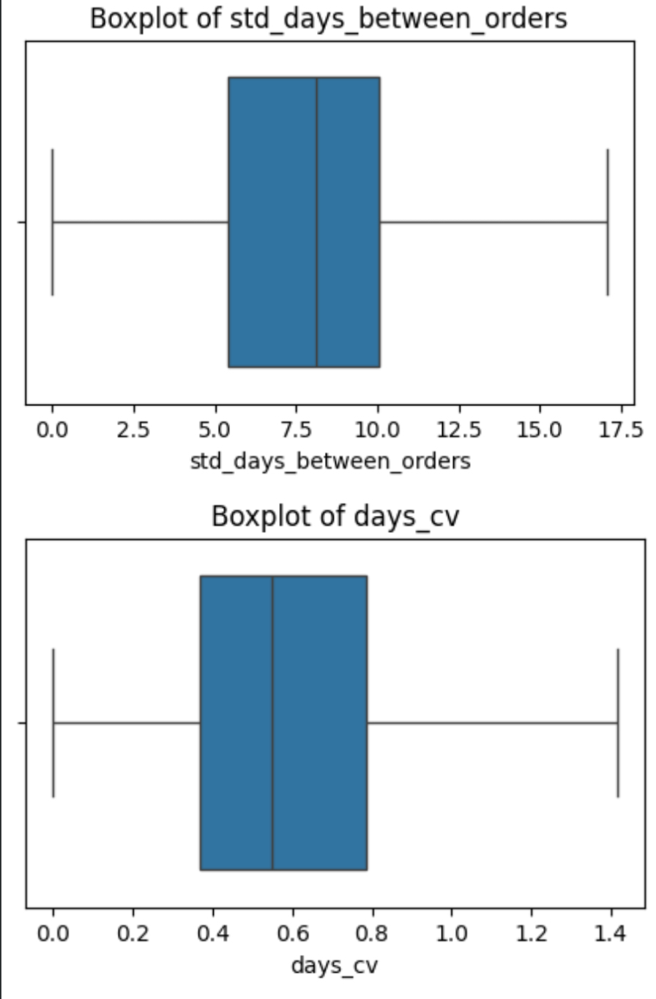 Boxplot of std_days_between_orders
0.0 2.5 5.0 7.5 10.0 12.5 15.0 17.5
std_days_between_orders
Boxplot of days_cv
0.0 0.2 0.4 0.6 0.8 1.0 1.2 1.4
days_cv